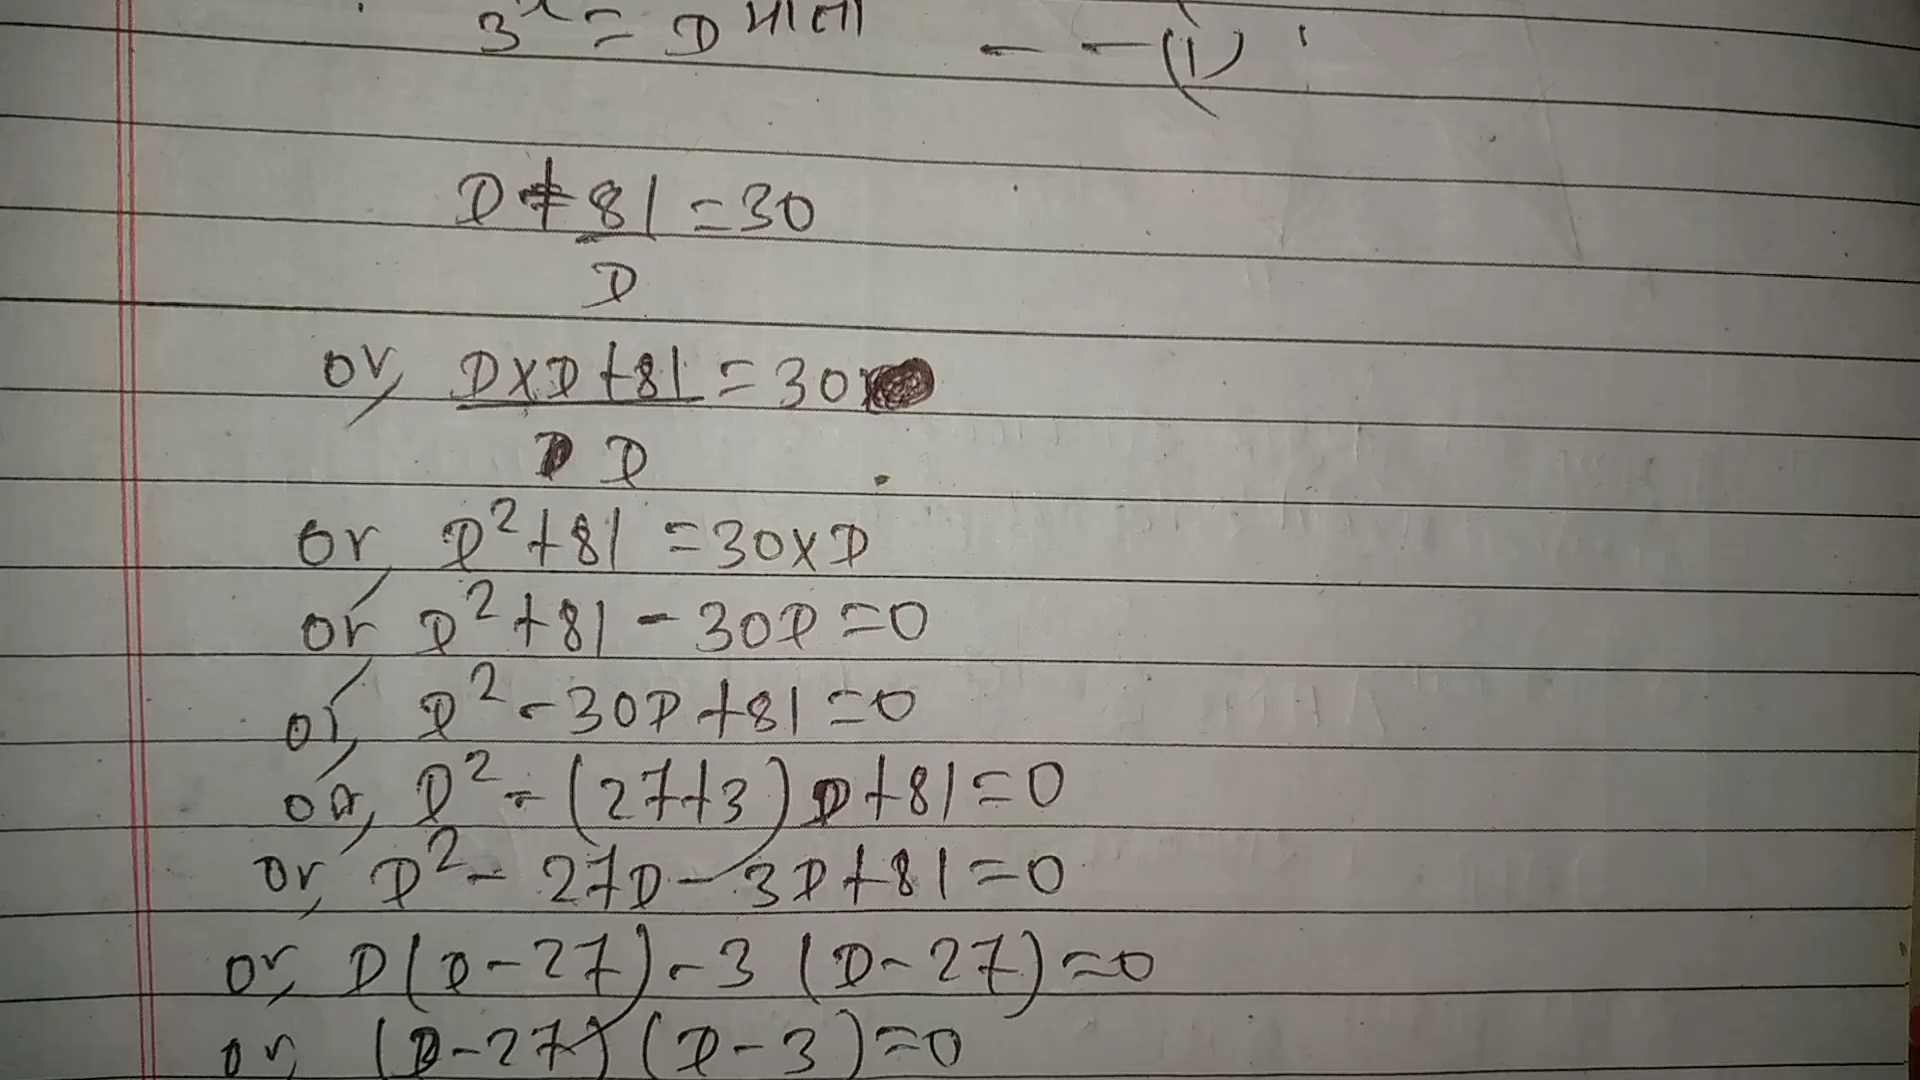 3^x = D माना - - (i)
D + 81/D = 30
or, (D×D+81)/D = 30
or, D²+81 = 30×D
or, D²+81-30D=0
or, D²-30D+81=0
or, D²-(27+3)D+81=0
or, D²-27D-3D+81=0
or, D(D-27)-3(D-27)=0
or, (D-27)(D-3)=0